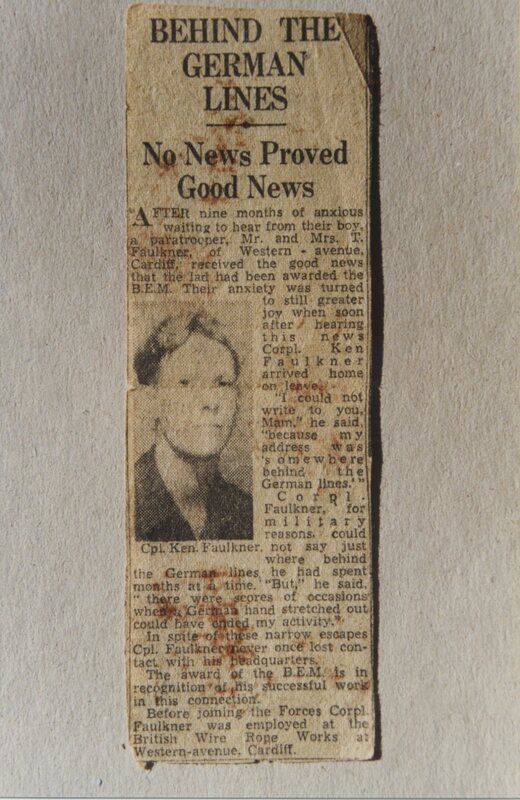 BEHIND THE
GERMAN
LINES
No News Proved
Good News
AFTER nine months of anxious
waiting to hear from their boy,
a paratrooper, Mr. and Mrs. T.
Faulkner, of Western-avenue,
Cardiff, received the good news
that the lad had been awarded the
B.E.M. Their anxiety was turned
to still greater
joy when soon
after hearing
this news
Corpl. Ken
Faulkner
arrived home
on leave.
"I could not
write to you,
Mam," he said,
"because my
address was
'somewhere
behind the
German lines.'"
Corpl.
Faulkner, for
military
reasons, could
Cpl. Ken. Faulkner.
not say just
where behind
the German lines he had spent
months at a time. "But," he said,
"there were scores of occasions
when a German hand stretched out
could have ended my activity."
In spite of these narrow escapes
Cpl. Faulkner never once lost con-
tact with his headquarters.
The award of the B.E.M. is in
recognition of his successful work
in this connection.
Before joining the Forces Corpl.
Faulkner was employed at the
British Wire Rope Works at
Western-avenue, Cardiff.